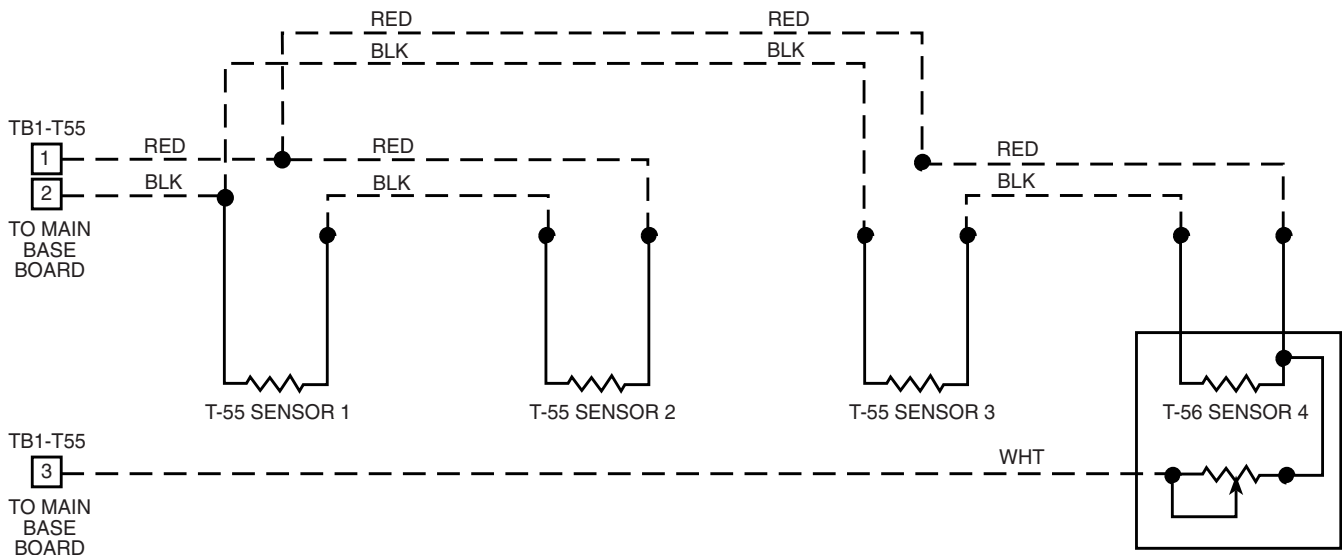 RED
RED
BLK
BLK
TB1-T55
1
RED
RED
RED
2
BLK
BLK
BLK
TO MAIN
BASE
BOARD
T-55 SENSOR 1
T-55 SENSOR 2
T-55 SENSOR 3
T-56 SENSOR 4
TB1-T55
3
WHT
TO MAIN
BASE
BOARD